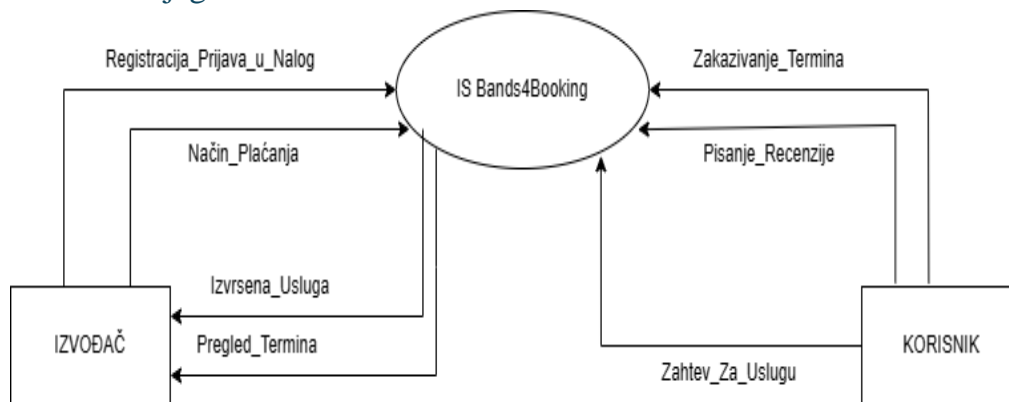 Registracija_Prijava_u_Nalog
IS Bands4Booking
Zakazivanje_Termina
Način_Plaćanja
Pisanje_Recenzije
Izvrsena_Usluga
IZVOĐAČ
Pregled_Termina
KORISNIK
Zahtev_Za_Uslugu